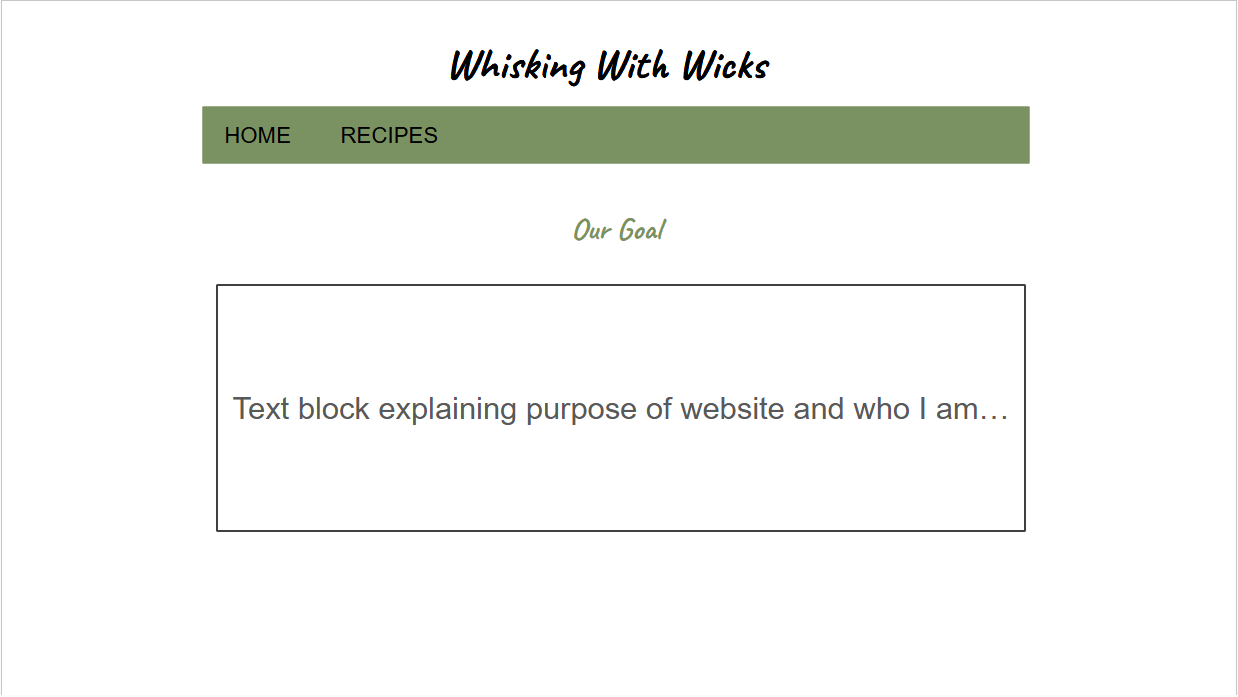 Whisking With Wicks
HOME RECIPES
Our Goal
Text block explaining purpose of website and who I am…